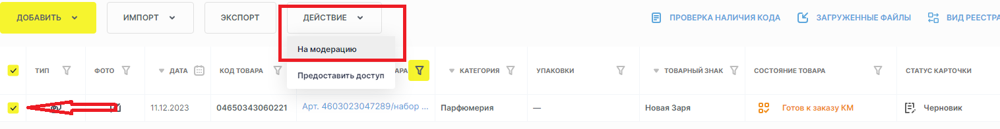 ДОБАВИТЬ ИМПОРТ ЭКСПОРТ ДЕЙСТВИЕ ПРОВЕРКА НАЛИЧИЯ КОДА ЗАГРУЖЕННЫЕ ФАЙЛЫ ВИД РЕЕСТРА
На модерацию
Предоставить доступ
ТИП ФОТО ДАТА КОД ТОВАРА АРА КАТЕГОРИЯ УПАКОВКИ ТОВАРНЫЙ ЗНАК СОСТОЯНИЕ ТОВАРА СТАТУС КАРТОЧКИ
11.12.2023 04650343060221 Арт. 4603023047289/набор ... Парфюмерия — Новая Заря Готов к заказу КМ Черновик